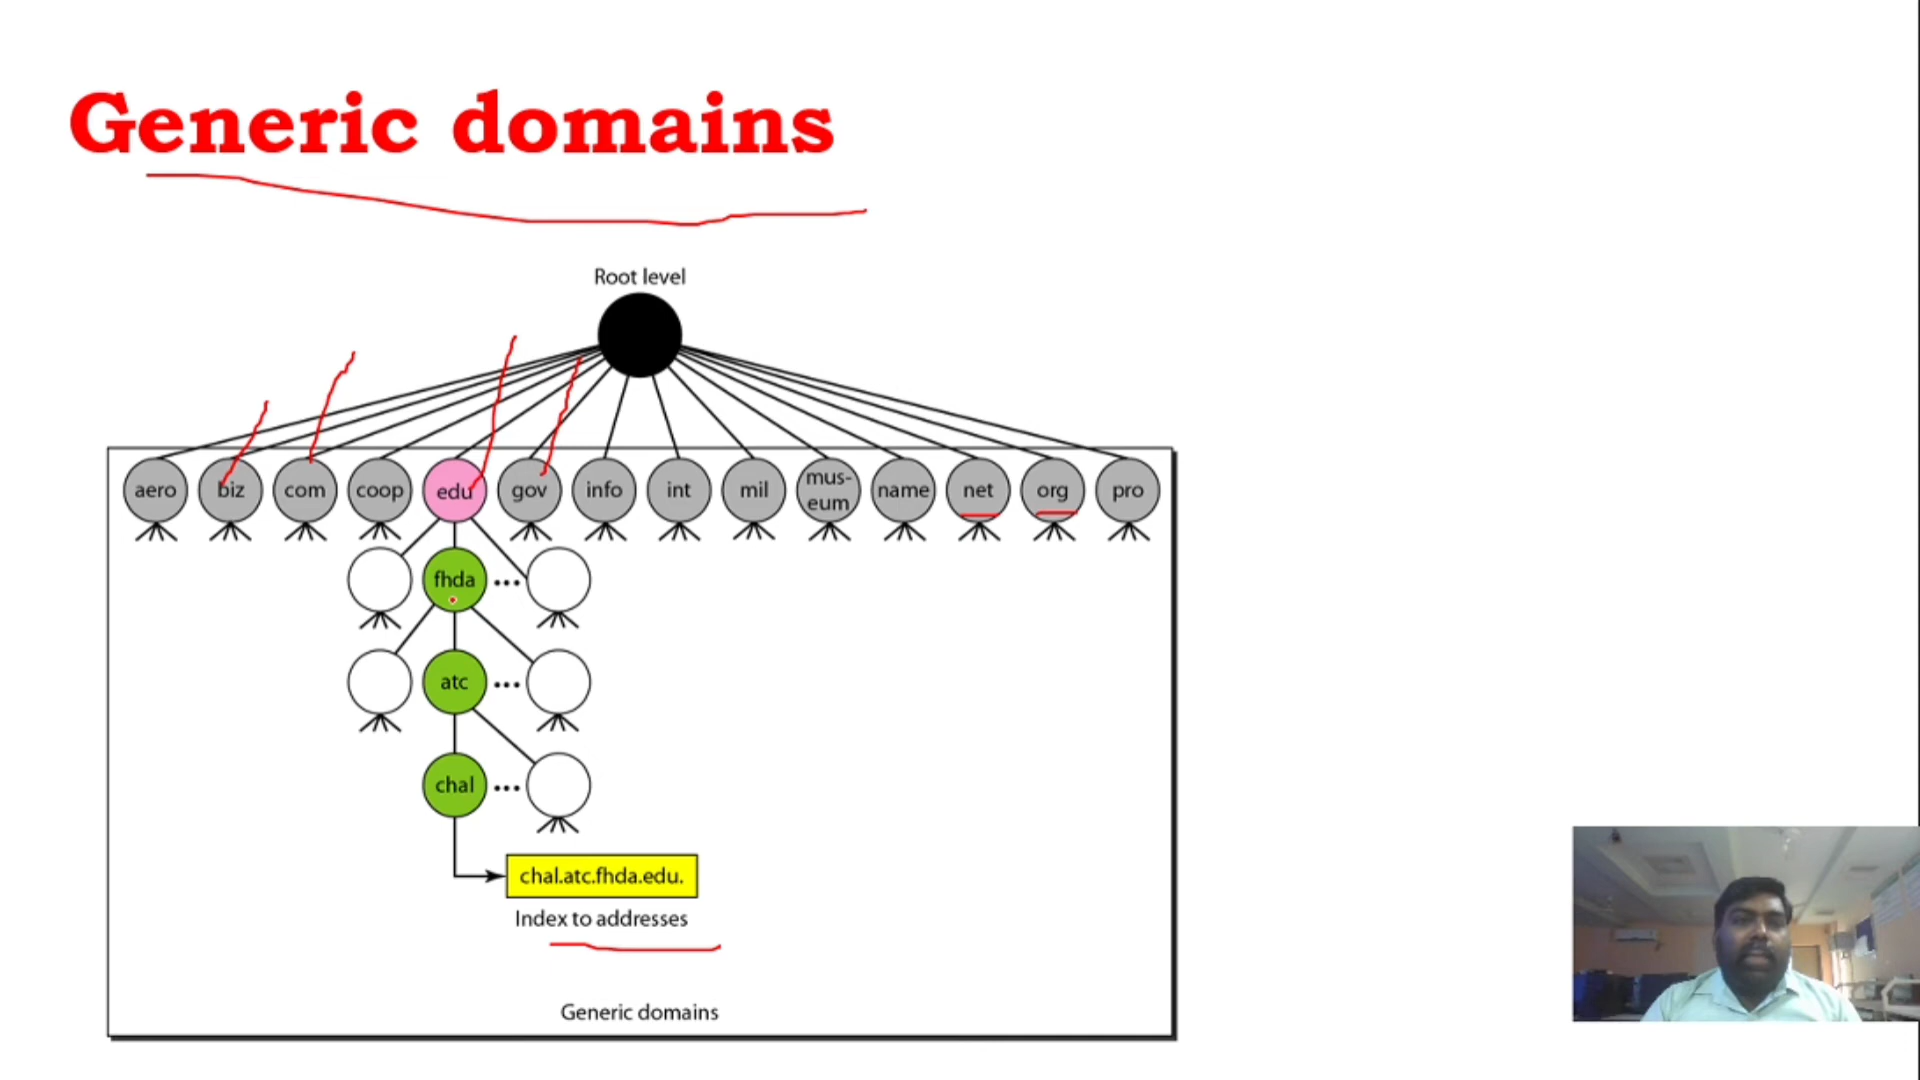 Generic domains
Root level
aero biz com coop edu gov info int mil mus-eum name net org pro
fhda ...
atc ...
chal ...
chal.atc.fhda.edu.
Index to addresses
Generic domains